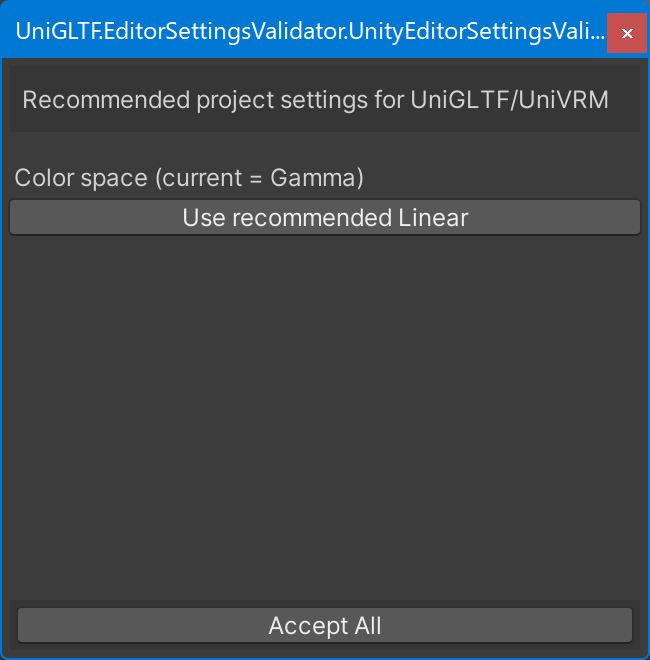 UniGLTF.EditorSettingsValidator.UnityEditorSettingsVali...
Recommended project settings for UniGLTF/UniVRM
Color space (current = Gamma)
Use recommended Linear
Accept All